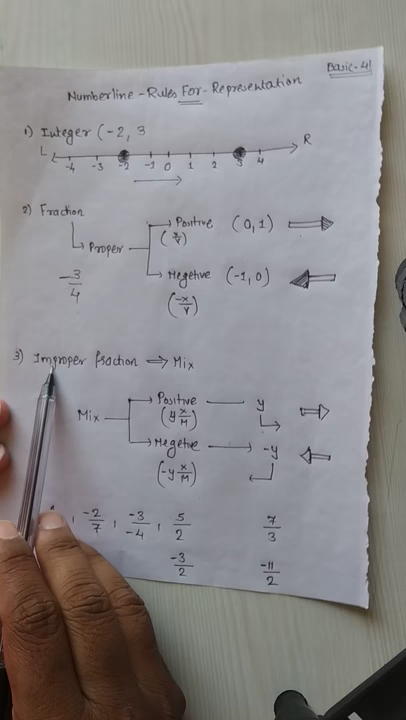 Basic-41
Numberline-Rules For-Representation
1) Integer (-2, 3
L -4 -3 -2 -1 0 1 2 3 4 R
2) Fraction
Proper
Positive (0,1)
(x/y)
-3/4
Negetive (-1,0)
(-x/y)
3) Improper fraction ⇒ Mix
Mix
Positive y
(y x/M)
Negetive → -y
(-y x/M)
, -2/7, -3/-4, 5/2 7/3
-3/2 -11/2